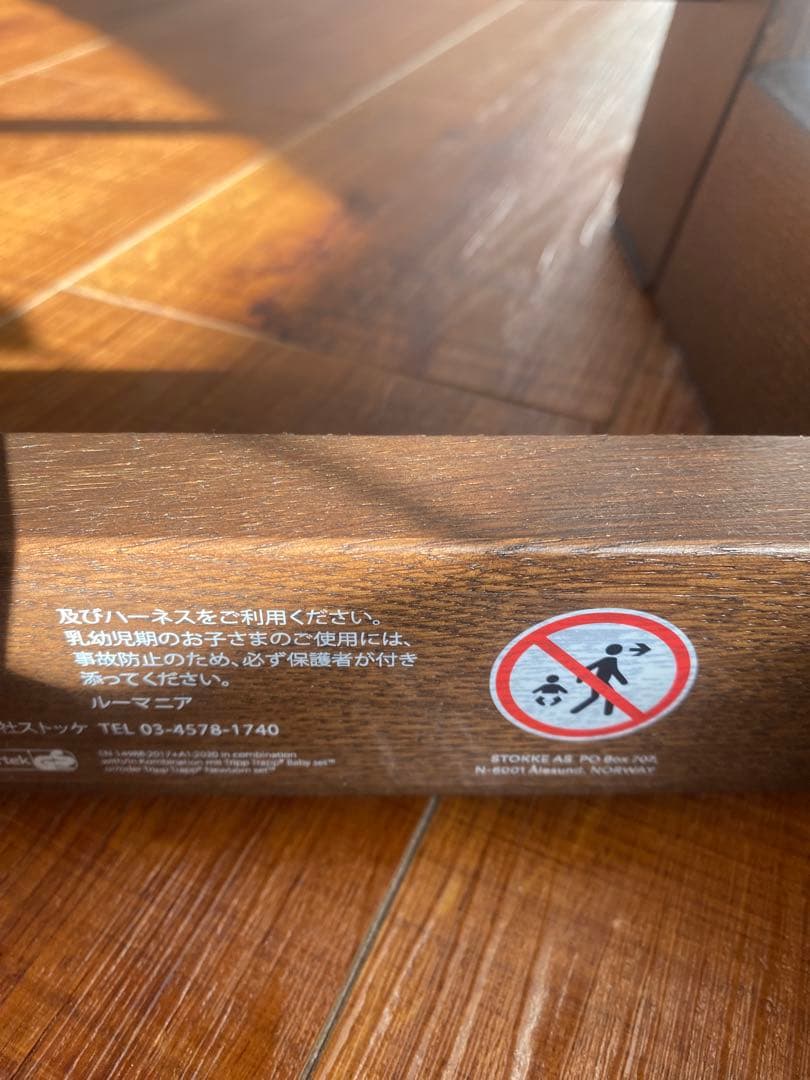 及びハーネスをご利用ください。
乳幼児期のお子さまのご使用には、
事故防止のため、必ず保護者が付き
添ってください。
ルーマニア
社ストッケ TEL 03-4578-1740
EN 14988:2017+A1:2020 in combination
with/in Kombination mit Tripp Trapp® Baby set™
or/oder Tripp Trapp® Newborn set™
STOKKE AS. PO Box 707,
N-6001 Ålesund, NORWAY